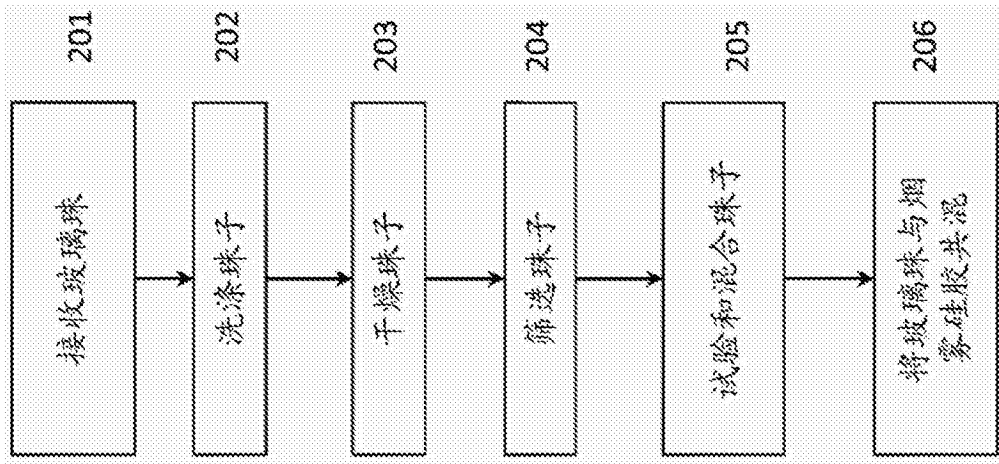 接收玻璃珠
201
洗涤珠子
202
干燥珠子
203
筛选珠子
204
试验和混合珠子
205
将玻璃珠与烟
雾硅胶共混
206